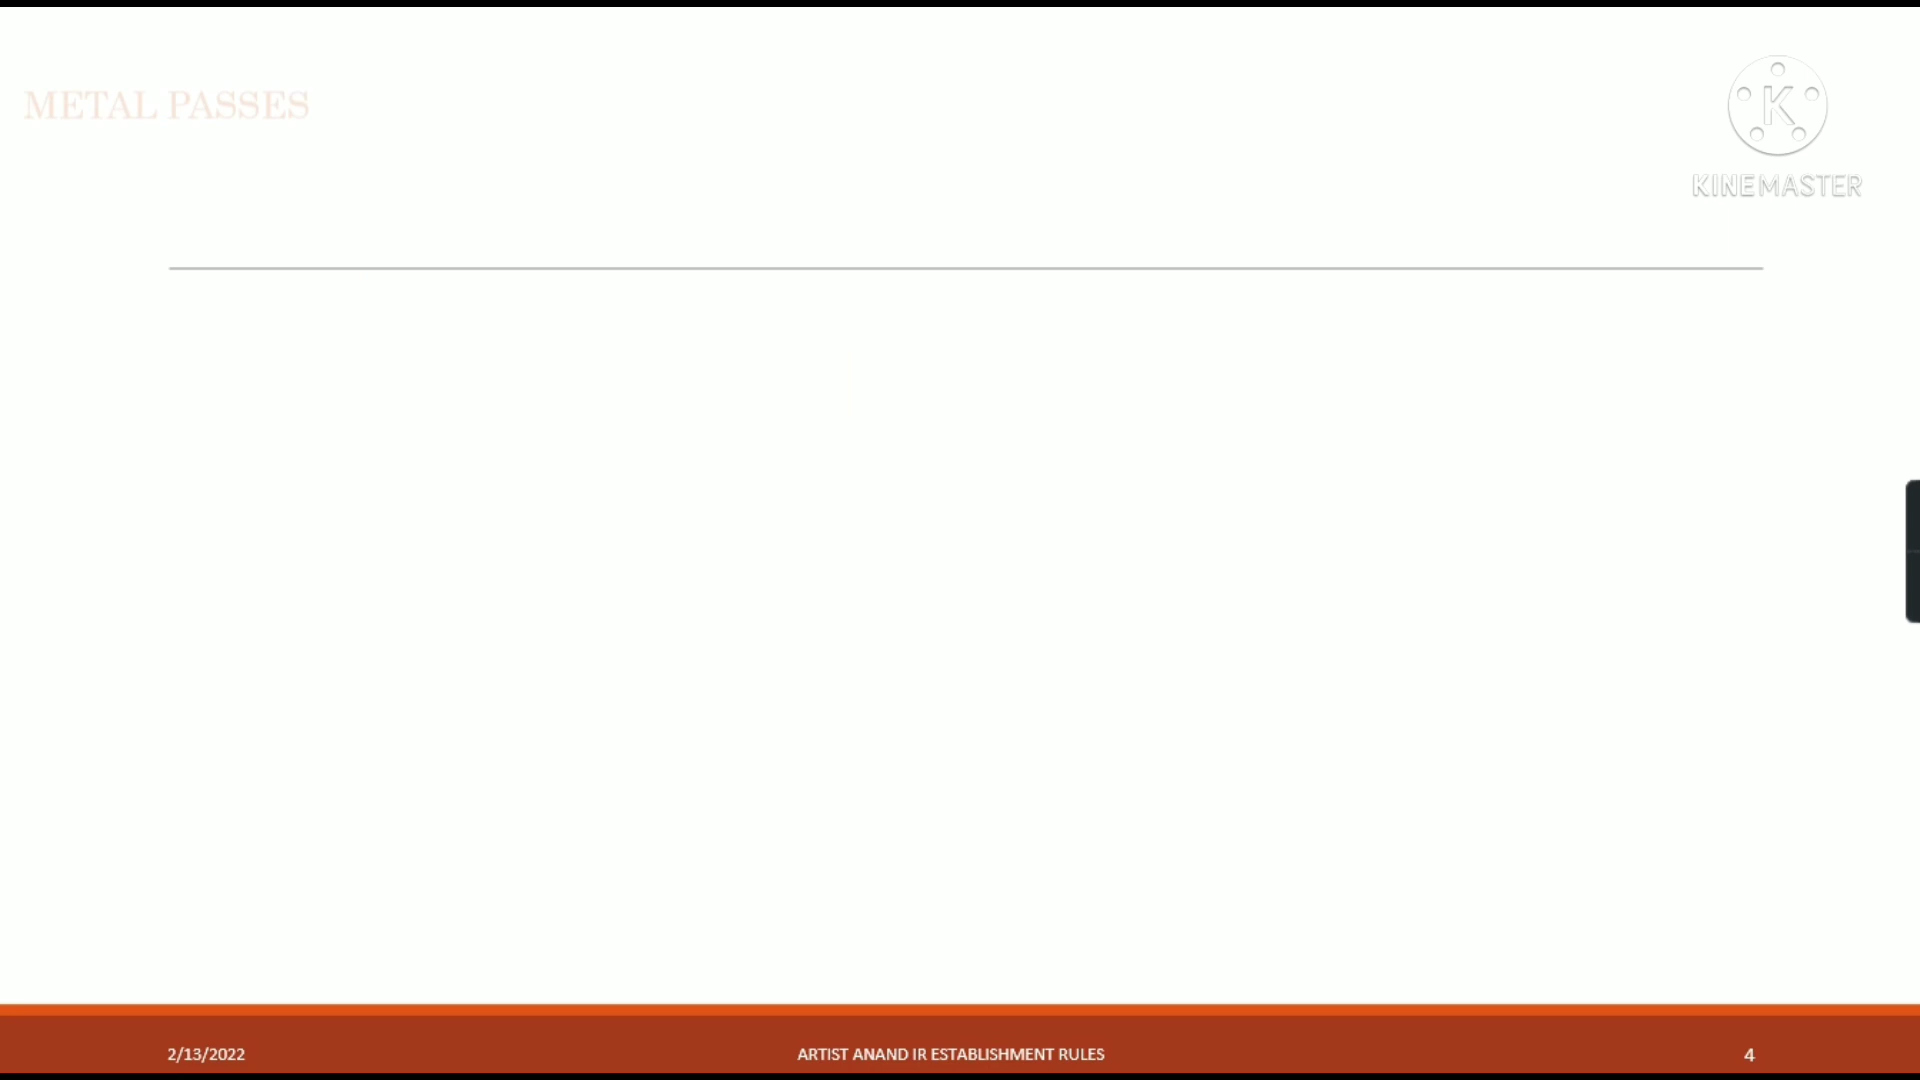 METAL PASSES
K
KINEMASTER
2/13/2022
ARTIST ANAND IR ESTABLISHMENT RULES
4